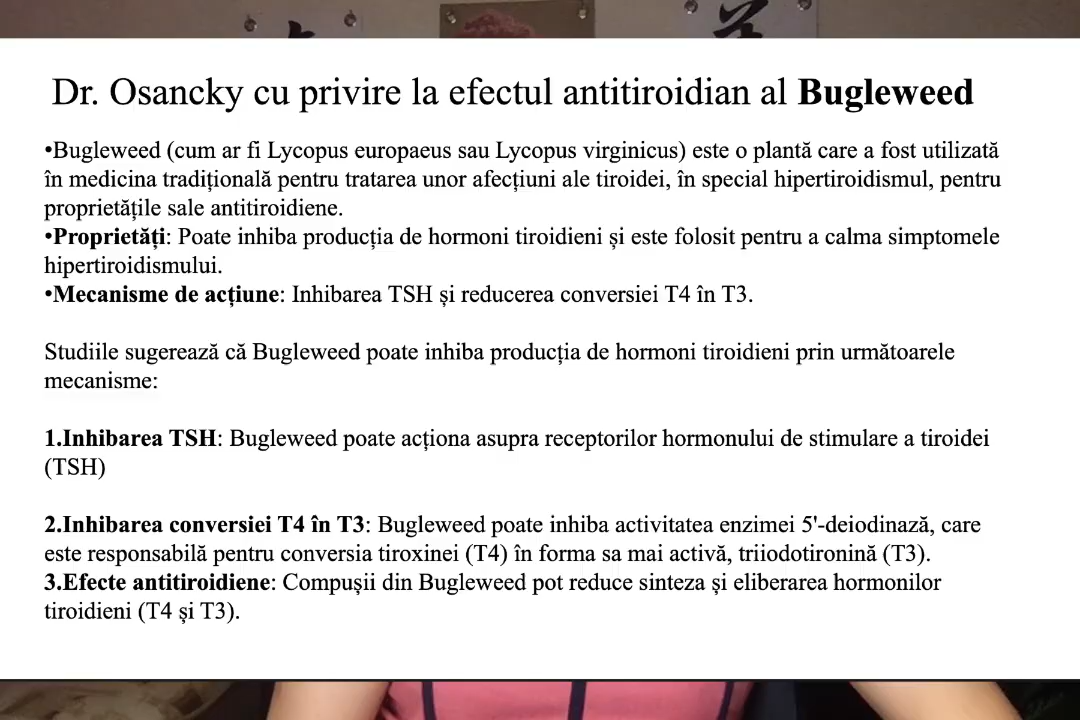 Dr. Osancky cu privire la efectul antitiroidian al Bugleweed
•Bugleweed (cum ar fi Lycopus europaeus sau Lycopus virginicus) este o plantă care a fost utilizată
în medicina tradițională pentru tratarea unor afecțiuni ale tiroidei, în special hipertiroidismul, pentru
proprietățile sale antitiroidiene.
•Proprietăți: Poate inhiba producția de hormoni tiroidieni și este folosit pentru a calma simptomele
hipertiroidismului.
•Mecanisme de acțiune: Inhibarea TSH și reducerea conversiei T4 în T3.
Studiile sugerează că Bugleweed poate inhiba producția de hormoni tiroidieni prin următoarele
mecanisme:
1.Inhibarea TSH: Bugleweed poate acționa asupra receptorilor hormonului de stimulare a tiroidei
(TSH)
2.Inhibarea conversiei T4 în T3: Bugleweed poate inhiba activitatea enzimei 5'-deiodinază, care
este responsabilă pentru conversia tiroxinei (T4) în forma sa mai activă, triiodotironină (T3).
3.Efecte antitiroidiene: Compușii din Bugleweed pot reduce sinteza și eliberarea hormonilor
tiroidieni (T4 și T3).